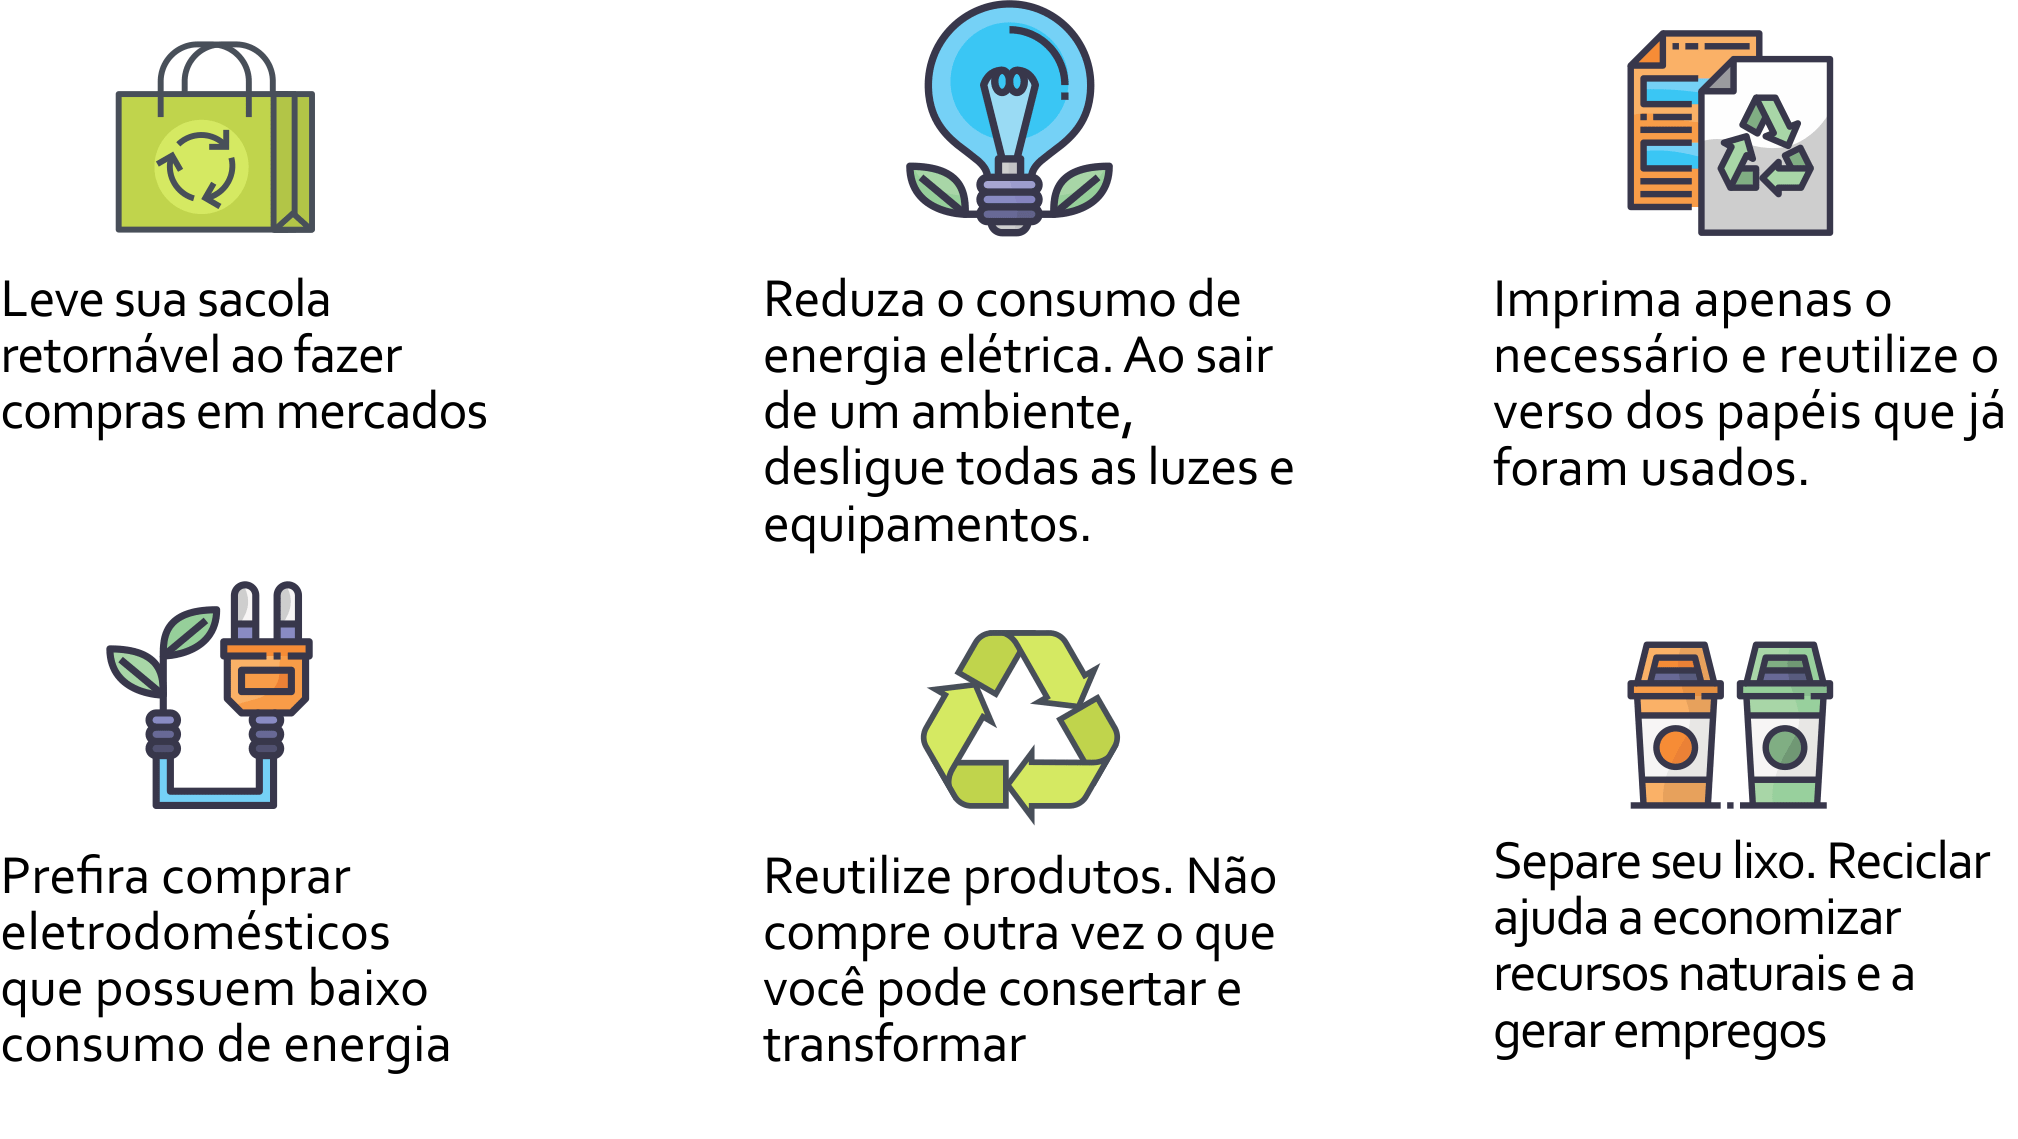 Leve sua sacola
retornável ao fazer
compras em mercados
Reduza o consumo de
energia elétrica. Ao sair
de um ambiente,
desligue todas as luzes e
equipamentos.
Imprima apenas o
necessário e reutilize o
verso dos papéis que já
foram usados.
Prefira comprar
eletrodomésticos
que possuem baixo
consumo de energia
Reutilize produtos. Não
compre outra vez o que
você pode consertar e
transformar
Separe seu lixo. Reciclar
ajuda a economizar
recursos naturais e a
gerar empregos